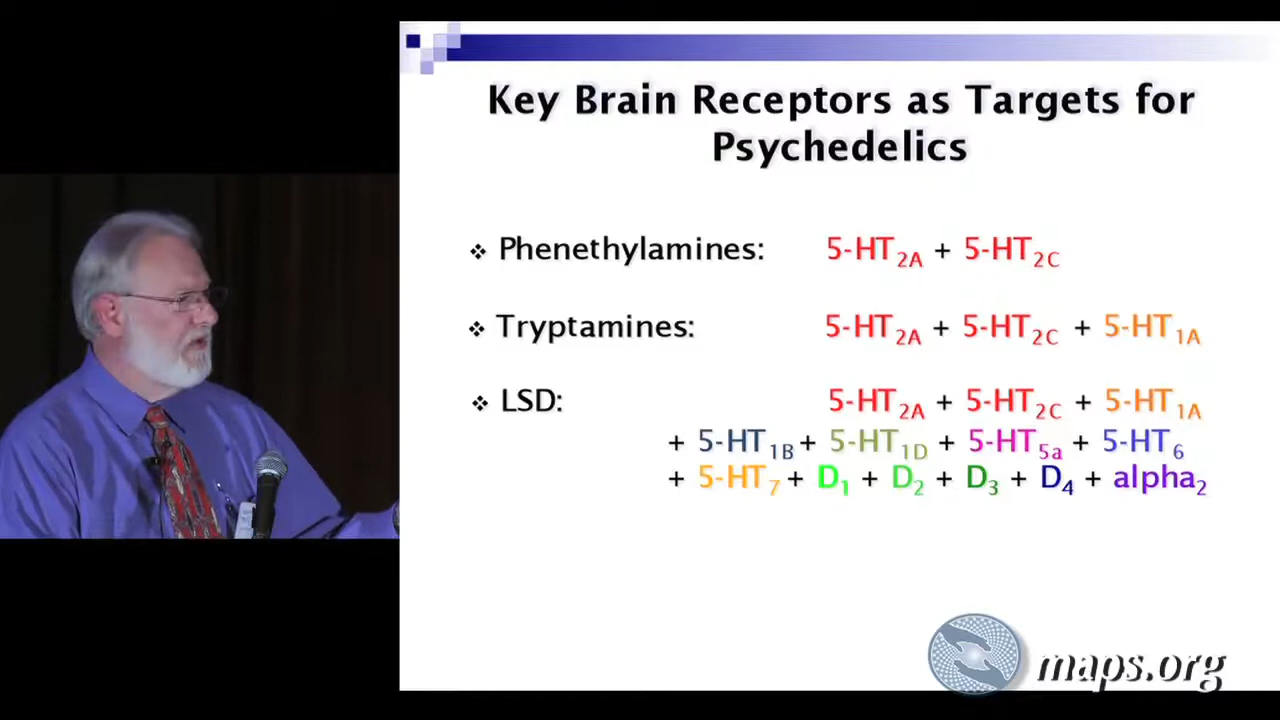 Key Brain Receptors as Targets for
Psychedelics
❖ Phenethylamines: 5-HT2A + 5-HT2C
❖ Tryptamines: 5-HT2A + 5-HT2C + 5-HT1A
❖ LSD: 5-HT2A + 5-HT2C + 5-HT1A
+ 5-HT1B + 5-HT1D + 5-HT5a + 5-HT6
+ 5-HT7 + D1 + D2 + D3 + D4 + alpha2
maps.org